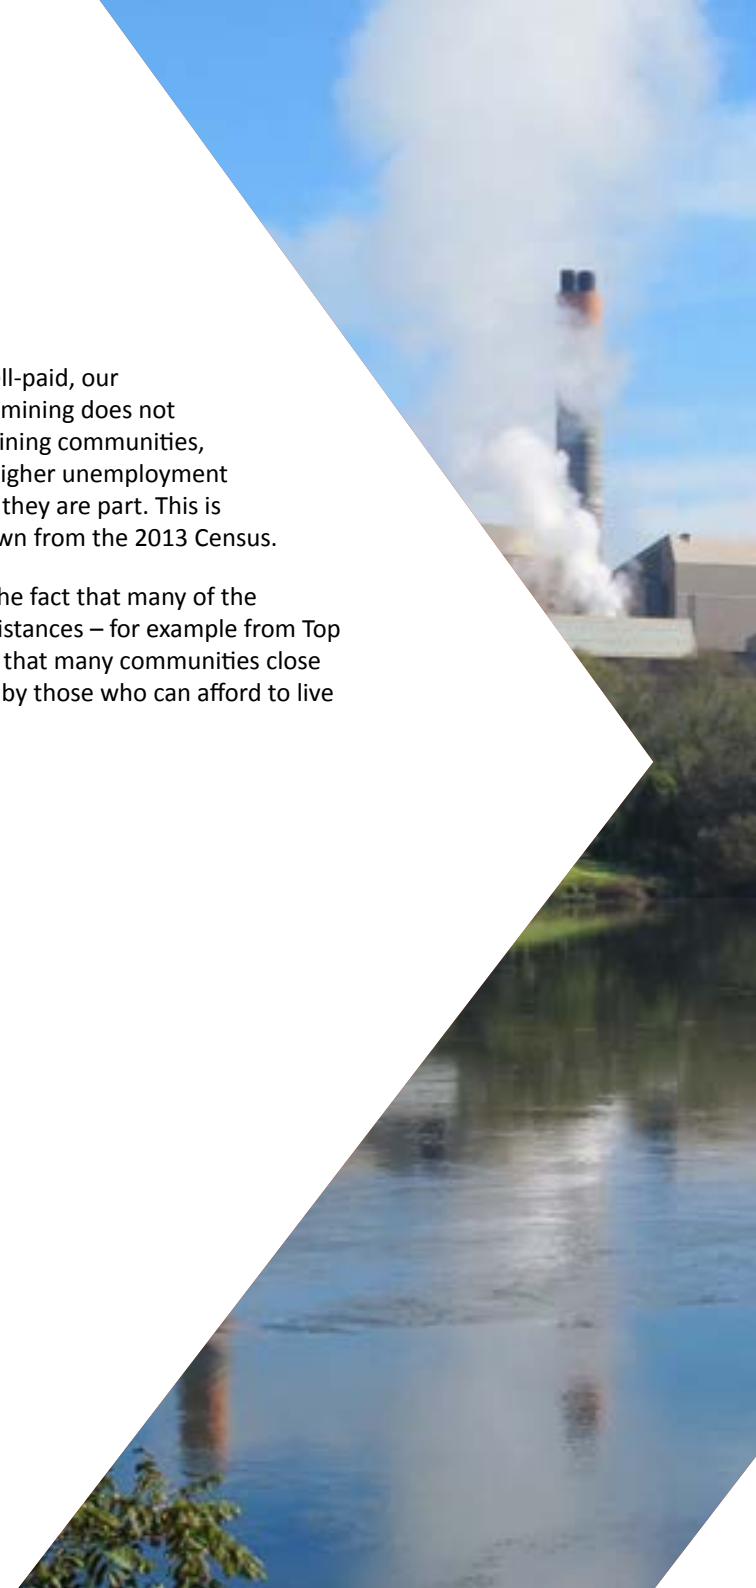 ll-paid, our
mining does not
ining communities,
igher unemployment
they are part. This is
wn from the 2013 Census.
he fact that many of the
istances – for example from Top
that many communities close
by those who can afford to live